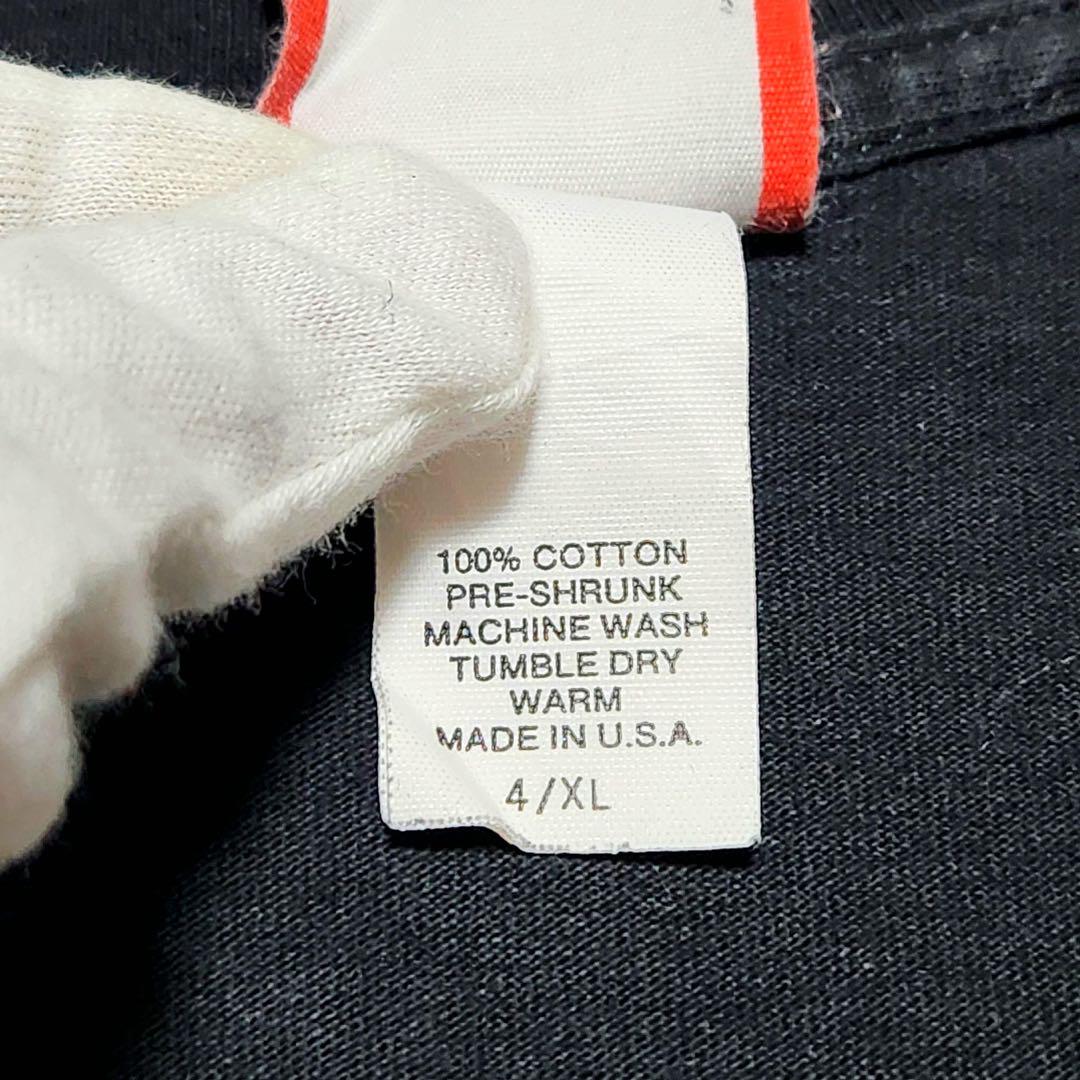 100% COTTON
PRE-SHRUNK
MACHINE WASH
TUMBLE DRY
WARM
MADE IN U.S.A.
4/XL